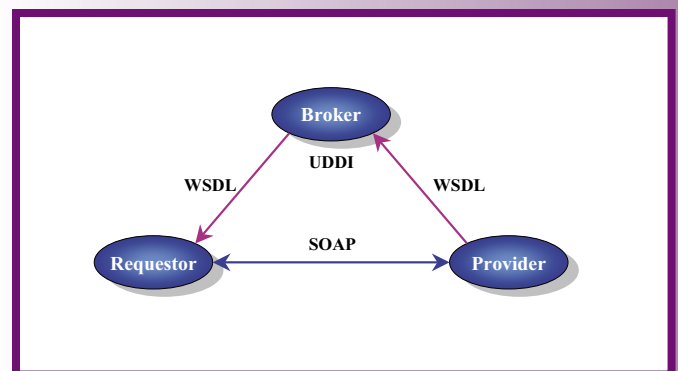 Broker
UDDI
WSDL
WSDL
SOAP
Requestor
Provider